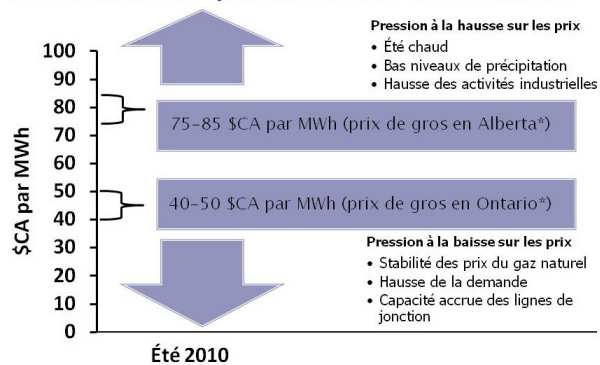 Pression à la hausse sur les prix
• Été chaud
• Bas niveaux de précipitation
• Hausse des activités industrielles
$CA par MWh
100
90
80
70
60
50
40
30
20
10
0
75–85 $CA par MWh (prix de gros en Alberta*)
40–50 $CA par MWh (prix de gros en Ontario*)
Pression à la baisse sur les prix
• Stabilité des prix du gaz naturel
• Hausse de la demande
• Capacité accrue des lignes de
jonction
Été 2010